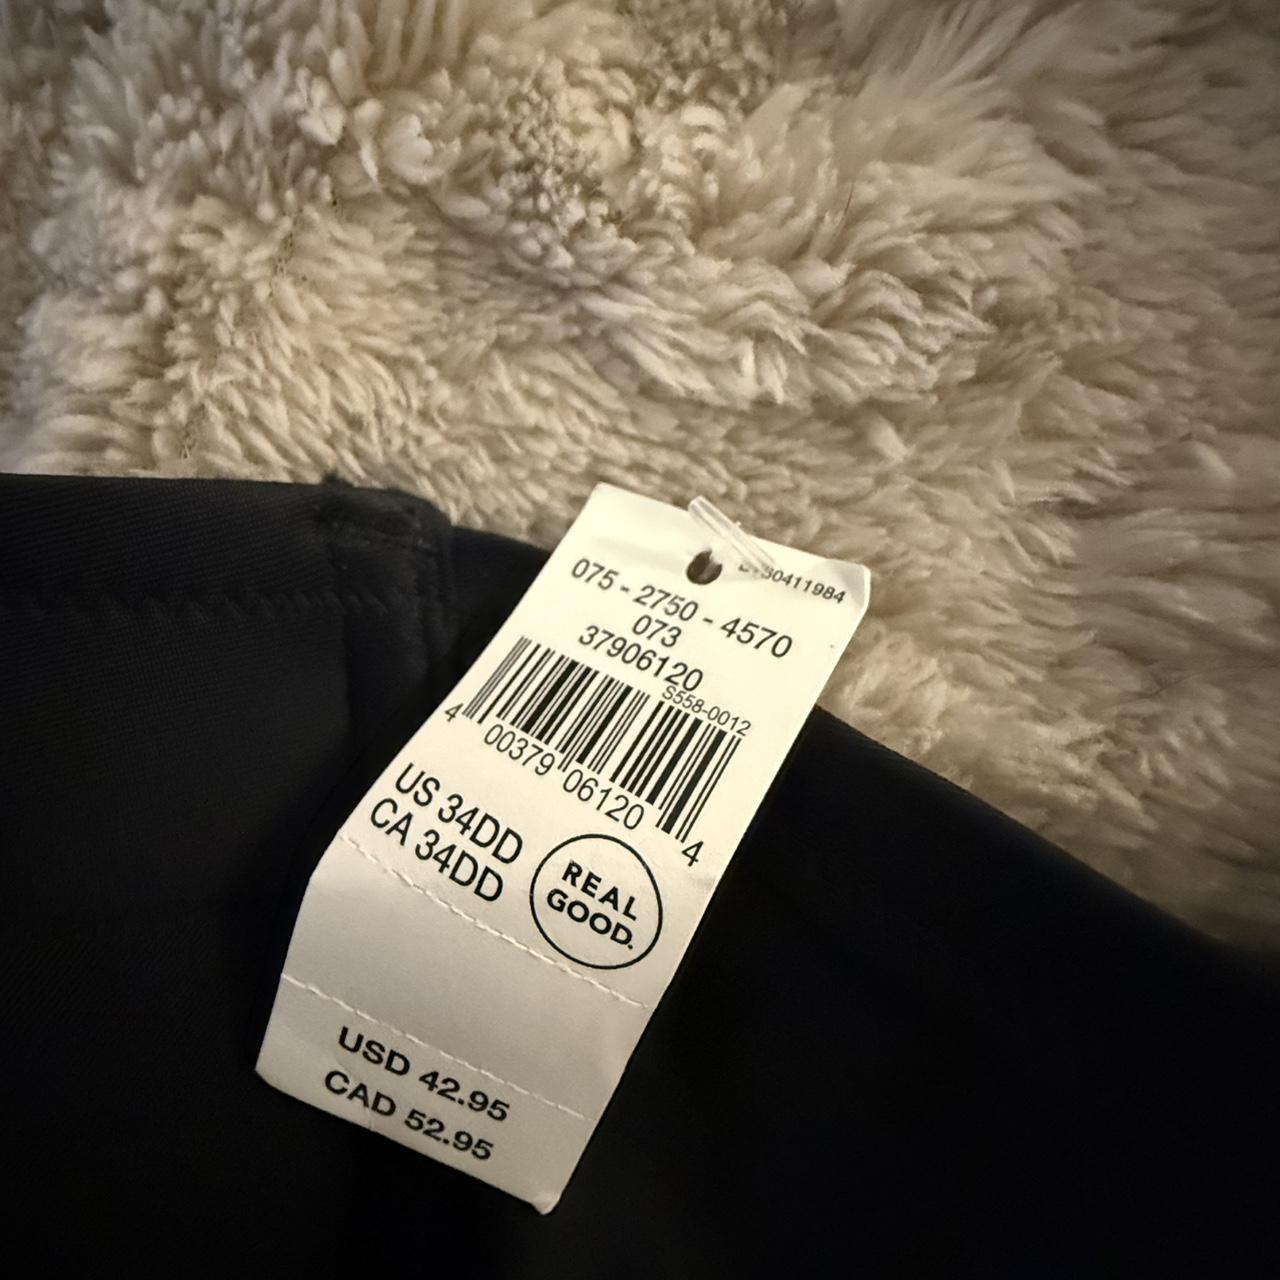 0411984
075 - 2750 - 4570
073
37906120
S558-0012
4 00379 06120 4
US 34DD
CA 34DD
REAL
GOOD.
USD 42.95
CAD 52.95